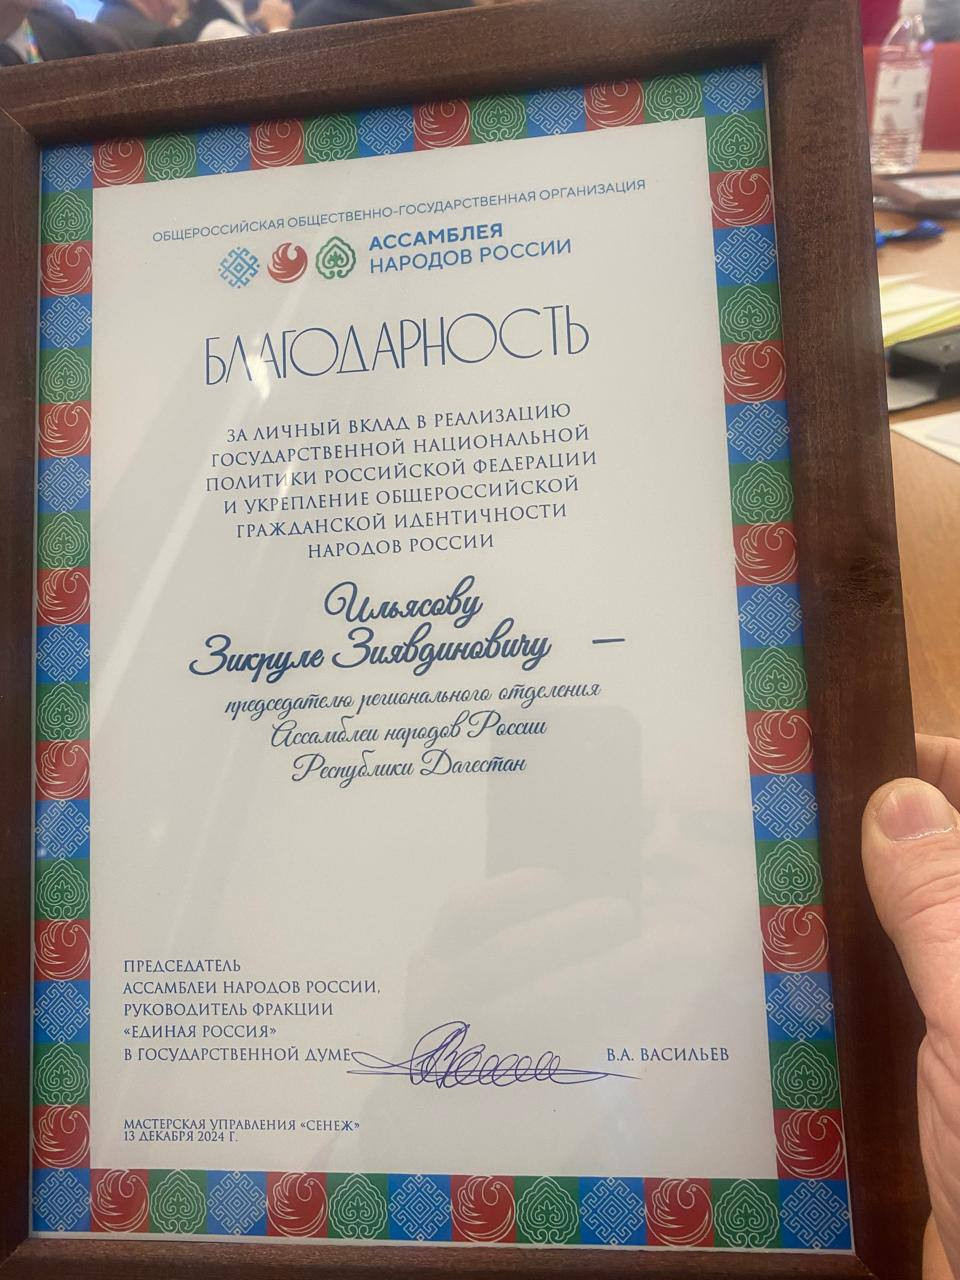 ОБЩЕРОССИЙСКАЯ ОБЩЕСТВЕННО-ГОСУДАРСТВЕННАЯ ОРГАНИЗАЦИЯ
АССАМБЛЕЯ
НАРОДОВ РОССИИ
БЛАГОДАРНОСТЬ
ЗА ЛИЧНЫЙ ВКЛАД В РЕАЛИЗАЦИЮ
ГОСУДАРСТВЕННОЙ НАЦИОНАЛЬНОЙ
ПОЛИТИКИ РОССИЙСКОЙ ФЕДЕРАЦИИ
И УКРЕПЛЕНИЕ ОБЩЕРОССИЙСКОЙ
ГРАЖДАНСКОЙ ИДЕНТИЧНОСТИ
НАРОДОВ РОССИИ
Ильясову
Зикруле Зиявдиновичу —
председателю регионального отделения
Ассамблеи народов России
Республики Дагестан
ПРЕДСЕДАТЕЛЬ
АССАМБЛЕИ НАРОДОВ РОССИИ,
РУКОВОДИТЕЛЬ ФРАКЦИИ
«ЕДИНАЯ РОССИЯ»
В ГОСУДАРСТВЕННОЙ ДУМЕ В.А. ВАСИЛЬЕВ
МАСТЕРСКАЯ УПРАВЛЕНИЯ «СЕНЕЖ»
13 ДЕКАБРЯ 2024 Г.